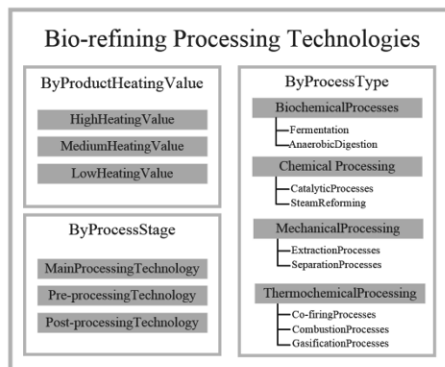 Bio-refining Processing Technologies
ByProductHeatingValue
HighHeatingValue
MediumHeatingValue
LowHeatingValue
ByProcessStage
MainProcessingTechnology
Pre-processingTechnology
Post-processingTechnology
ByProcessType
BiochemicalProcesses
Fermentation
AnaerobicDigestion
Chemical Processing
CatalyticProcesses
SteamReforming
MechanicalProcessing
ExtractionProcesses
SeparationProcesses
ThermochemicalProcessing
Co-firingProcesses
CombustionProcesses
GasificationProcesses